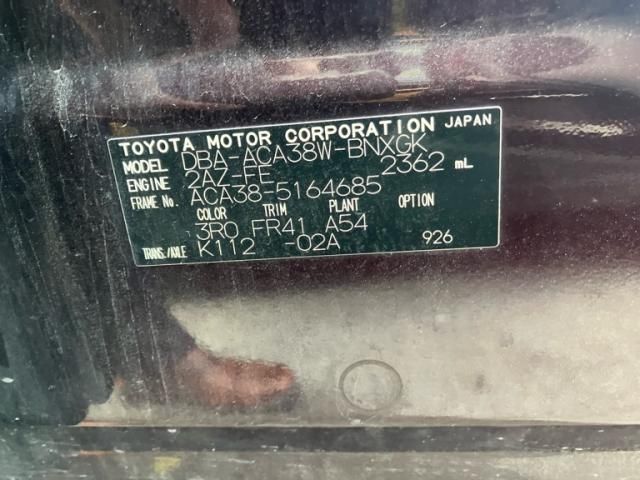 TOYOTA MOTOR CORPORATION JAPAN
MODEL DBA-ACA38W-BNXGK
ENGINE 2AZ-FE 2362 mL
FRAME No. ACA38-5164685
COLOR TRIM PLANT OPTION
3R0 FR41 A54
TRANS./AXLE K112 -02A 926